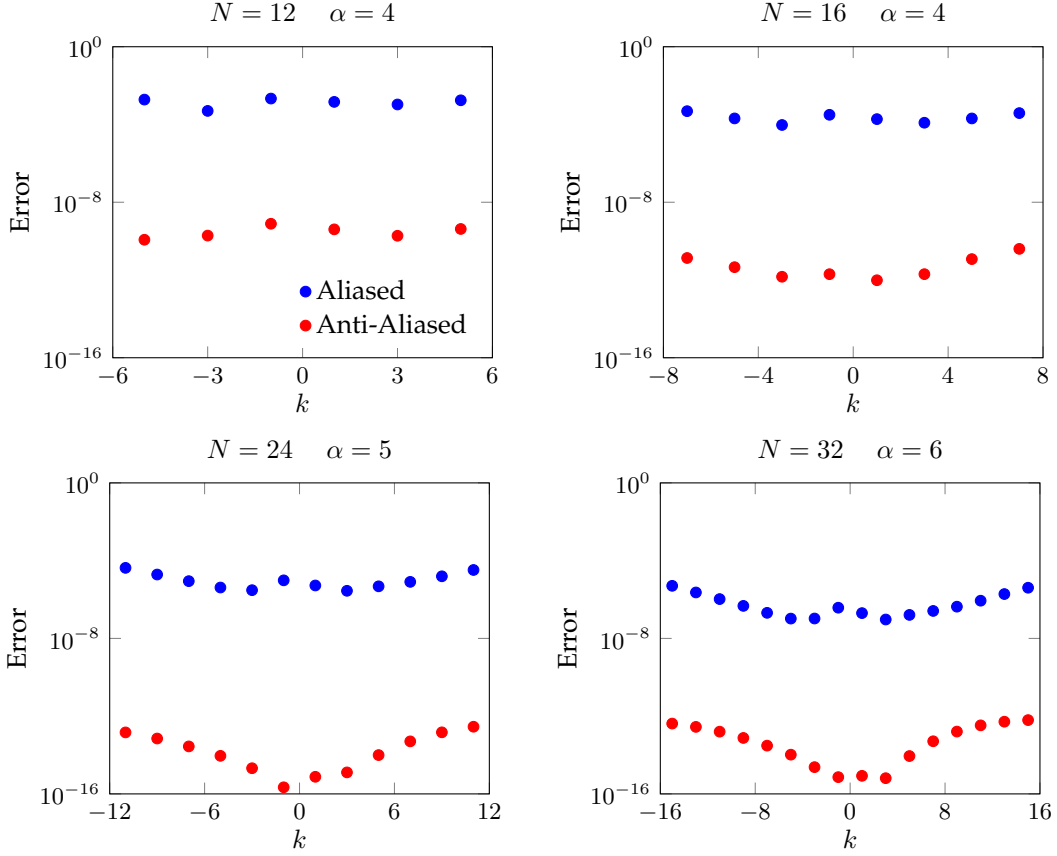 N = 12 α = 4
10^0
10^-8
10^-16
Error
−6 −3 0 3 6
k
Aliased
Anti-Aliased
N = 16 α = 4
10^0
10^-8
10^-16
Error
−8 −4 0 4 8
k
N = 24 α = 5
10^0
10^-8
10^-16
Error
−12 −6 0 6 12
k
N = 32 α = 6
10^0
10^-8
10^-16
Error
−16 −8 0 8 16
k